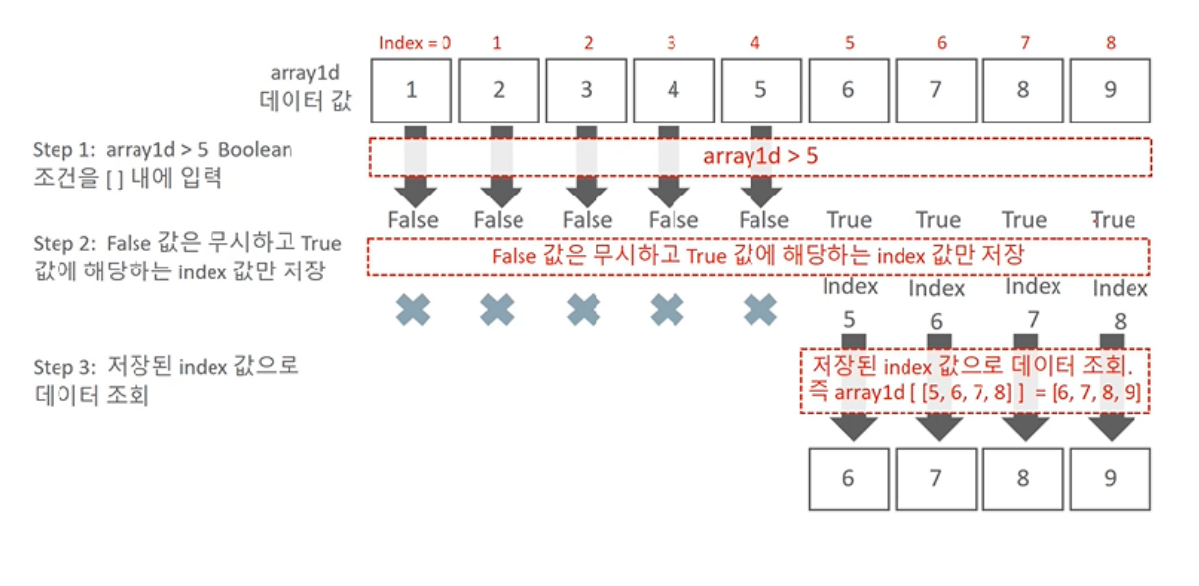 Index = 0 1 2 3 4 5 6 7 8
array1d
데이터 값
1 2 3 4 5 6 7 8 9
Step 1: array1d > 5 Boolean
조건을 [ ] 내에 입력
array1d > 5
False False False False False True True True True
Step 2: False 값은 무시하고 True
값에 해당하는 index 값만 저장
False 값은 무시하고 True 값에 해당하는 index 값만 저장
Index Index Index Index
5 6 7 8
Step 3: 저장된 index 값으로
데이터 조회
저장된 index 값으로 데이터 조회.
즉 array1d [ [5, 6, 7, 8] ] = [6, 7, 8, 9]
6 7 8 9